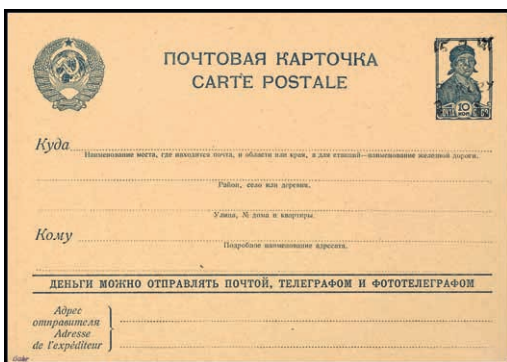 ПОЧТОВАЯ КАРТОЧКА
CARTE POSTALE
10
КОП
Куда
Наименование места, где находится почта, и области или края, а для станций—наименование железной дороги.
Район, село или деревня.
Улица, № дома и квартиры
Кому
Подробное наименование адресата.
ДЕНЬГИ МОЖНО ОТПРАВЛЯТЬ ПОЧТОЙ, ТЕЛЕГРАФОМ И ФОТОТЕЛЕГРАФОМ
Адрес
отправителя
Adresse
de l'expéditeur